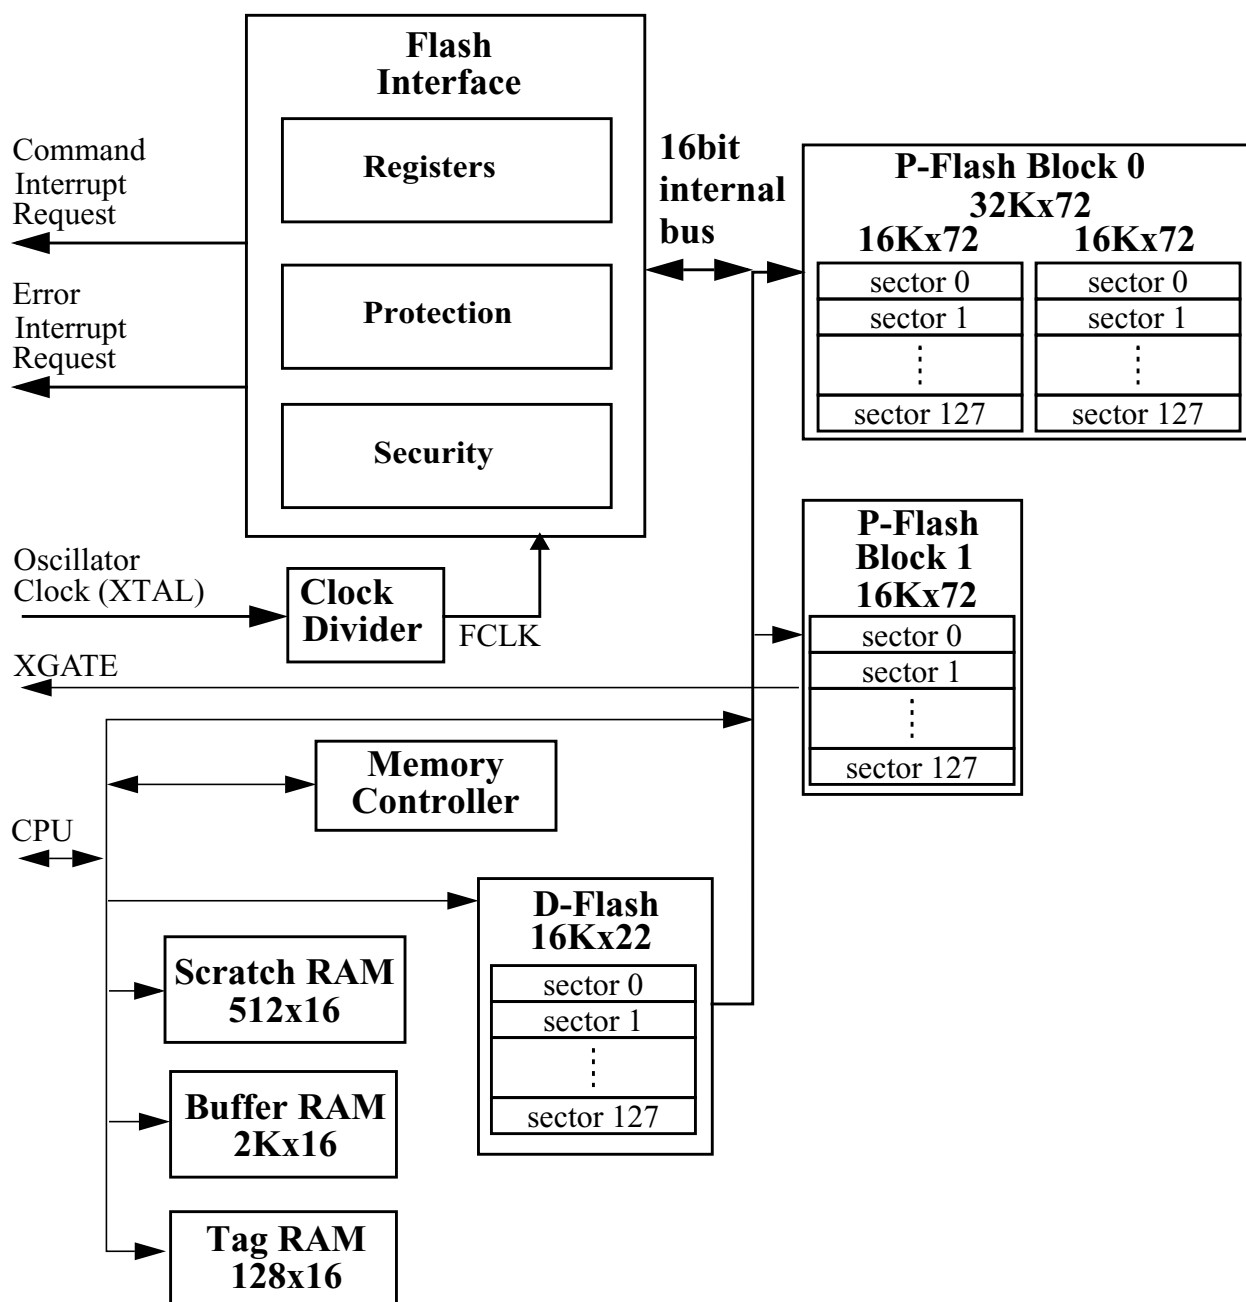 Flash
Interface
Registers
Protection
Security
Command
Interrupt
Request
Error
Interrupt
Request
16bit
internal
bus
P-Flash Block 0
32Kx72
16Kx72 16Kx72
sector 0 sector 0
sector 1 sector 1
sector 127 sector 127
P-Flash
Block 1
16Kx72
sector 0
sector 1
sector 127
Oscillator
Clock (XTAL)
Clock
Divider
FCLK
XGATE
Memory
Controller
CPU
D-Flash
16Kx22
sector 0
sector 1
sector 127
Scratch RAM
512x16
Buffer RAM
2Kx16
Tag RAM
128x16